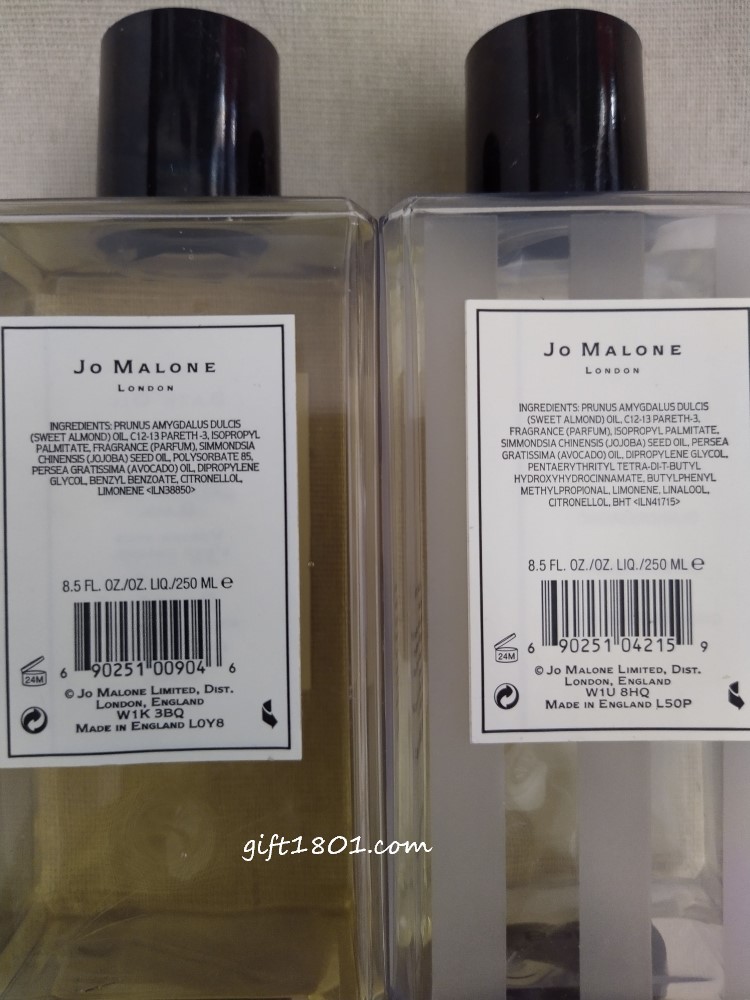 JO MALONE
LONDON
INGREDIENTS: PRUNUS AMYGDALUS DULCIS
(SWEET ALMOND) OIL, C12-13 PARETH-3, ISOPROPYL
PALMITATE, FRAGRANCE (PARFUM), SIMMONDSIA
CHINENSIS (JOJOBA) SEED OIL, POLYSORBATE 85,
PERSEA GRATISSIMA (AVOCADO) OIL, DIPROPYLENE
GLYCOL, BENZYL BENZOATE, CITRONELLOL,
LIMONENE <ILN38850>
8.5 FL. OZ./OZ. LIQ./250 ML ℮
6 90251 00904 6
24M
© JO MALONE LIMITED, DIST.
LONDON, ENGLAND
W1K 3BQ
MADE IN ENGLAND L0Y8
JO MALONE
LONDON
INGREDIENTS: PRUNUS AMYGDALUS DULCIS
(SWEET ALMOND) OIL, C12-13 PARETH-3,
FRAGRANCE (PARFUM), ISOPROPYL PALMITATE,
SIMMONDSIA CHINENSIS (JOJOBA) SEED OIL, PERSEA
GRATISSIMA (AVOCADO) OIL, DIPROPYLENE GLYCOL,
PENTAERYTHRITYL TETRA-DI-T-BUTYL
HYDROXYHYDROCINNAMATE, BUTYLPHENYL
METHYLPROPIONAL, LIMONENE, LINALOOL,
CITRONELLOL, BHT <ILN41715>
8.5 FL. OZ./OZ. LIQ./250 ML ℮
6 90251 04215 9
24M
© JO MALONE LIMITED, DIST.
LONDON, ENGLAND
W1U 8HQ
MADE IN ENGLAND L50P
gift1801.com